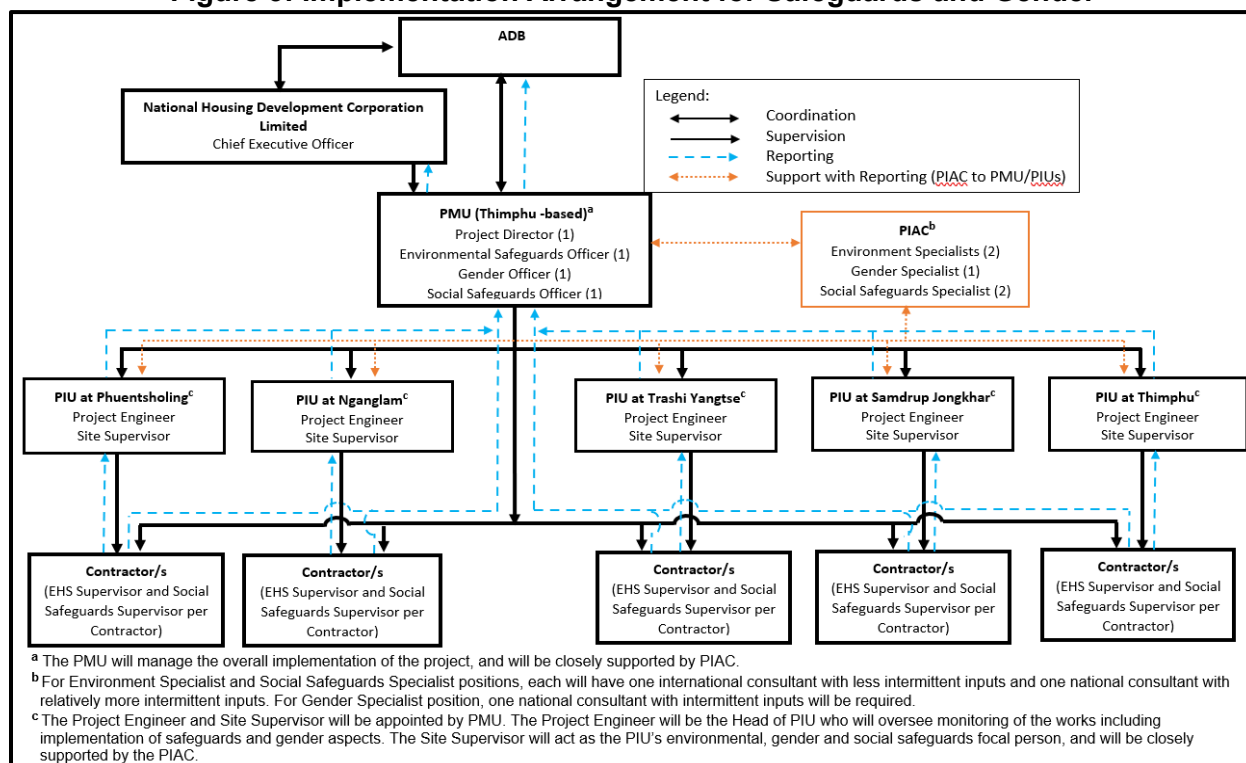 Figure 3: Implementation Arrangement for Safeguards and Gender
ADB
National Housing Development Corporation
Limited
Chief Executive Officer
Legend:
Coordination
Supervision
Reporting
Support with Reporting (PIAC to PMU/PIUs)
PMU (Thimphu -based)a
Project Director (1)
Environmental Safeguards Officer (1)
Gender Officer (1)
Social Safeguards Officer (1)
PIACb
Environment Specialists (2)
Gender Specialist (1)
Social Safeguards Specialist (2)
PIU at Phuentsholingc
Project Engineer
Site Supervisor
PIU at Nganglamc
Project Engineer
Site Supervisor
PIU at Trashi Yangtsec
Project Engineer
Site Supervisor
PIU at Samdrup Jongkharc
Project Engineer
Site Supervisor
PIU at Thimphuc
Project Engineer
Site Supervisor
Contractor/s
(EHS Supervisor and Social
Safeguards Supervisor per
Contractor)
Contractor/s
(EHS Supervisor and Social
Safeguards Supervisor per
Contractor)
Contractor/s
(EHS Supervisor and Social
Safeguards Supervisor per
Contractor)
Contractor/s
(EHS Supervisor and Social
Safeguards Supervisor per
Contractor)
Contractor/s
(EHS Supervisor and Social
Safeguards Supervisor per
Contractor)
a The PMU will manage the overall implementation of the project, and will be closely supported by PIAC.
b For Environment Specialist and Social Safeguards Specialist positions, each will have one international consultant with less intermittent inputs and one national consultant with
relatively more intermittent inputs. For Gender Specialist position, one national consultant with intermittent inputs will be required.
c The Project Engineer and Site Supervisor will be appointed by PMU. The Project Engineer will be the Head of PIU who will oversee monitoring of the works including
implementation of safeguards and gender aspects. The Site Supervisor will act as the PIU's environmental, gender and social safeguards focal person, and will be closely
supported by the PIAC.